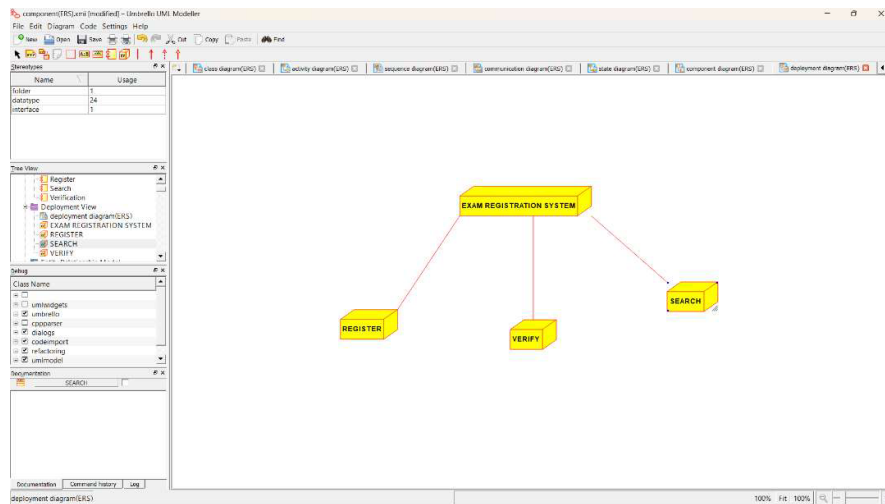 component(ERS).xmi [modified] – Umbrello UML Modeller
File Edit Diagram Code Settings Help
New Open Save Cut Copy Paste Find
Stereotypes
Name Usage
folder 1
datatype 24
interface 1
class diagram(ERS) activity diagram(ERS) sequence diagram(ERS) communication diagram(ERS) state diagram(ERS) component diagram(ERS) deployment diagram(ERS)
Tree View
Register
Search
Verification
Deployment View
deployment diagram(ERS)
EXAM REGISTRATION SYSTEM
REGISTER
SEARCH
VERIFY
Debug
Class Name
umlwidgets
umbrello
cppparser
dialogs
codeimport
refactoring
umlmodel
Documentation
SEARCH
EXAM REGISTRATION SYSTEM
REGISTER
VERIFY
SEARCH
Documentation Command history Log
deployment diagram(ERS)
100% Fit 100%